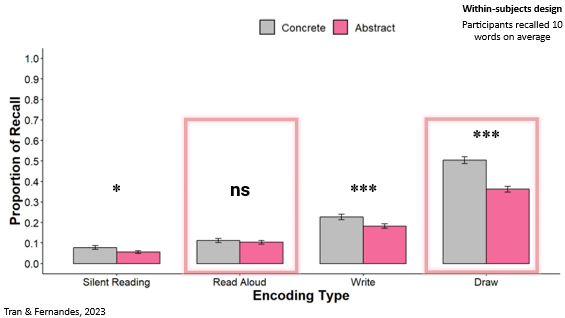 Within-subjects design
Participants recalled 10
words on average
Concrete Abstract
Proportion of Recall
1.0
0.9
0.8
0.7
0.6
0.5
0.4
0.3
0.2
0.1
0.0
* ns *** ***
Silent Reading Read Aloud Write Draw
Encoding Type
Tran & Fernandes, 2023